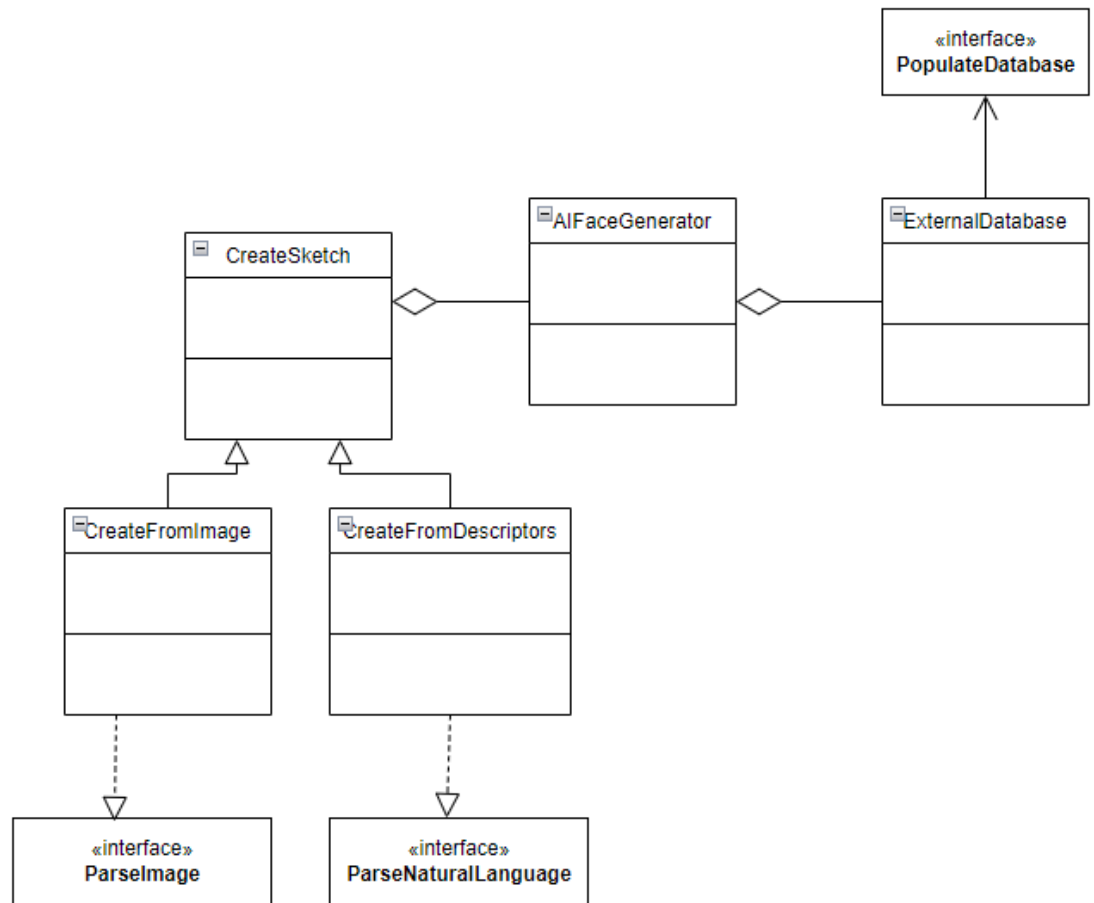 «interface»
PopulateDatabase
AIFaceGenerator
ExternalDatabase
CreateSketch
CreateFromImage
CreateFromDescriptors
«interface»
ParseImage
«interface»
ParseNaturalLanguage